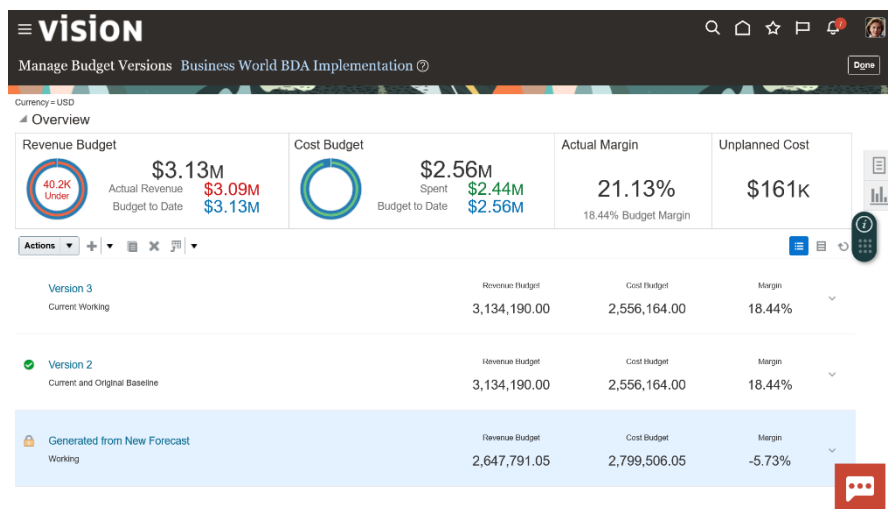 vision
7
Manage Budget Versions Business World BDA Implementation ?
Done
Currency = USD
Overview
Revenue Budget
40.2K
Under
$3.13M
Actual Revenue $3.09M
Budget to Date $3.13M
Cost Budget
$2.56M
Spent $2.44M
Budget to Date $2.56M
Actual Margin
21.13%
18.44% Budget Margin
Unplanned Cost
$161K
Actions
Version 3
Current Working
Revenue Budget Cost Budget Margin
3,134,190.00 2,556,164.00 18.44%
Version 2
Current and Original Baseline
Revenue Budget Cost Budget Margin
3,134,190.00 2,556,164.00 18.44%
Generated from New Forecast
Working
Revenue Budget Cost Budget Margin
2,647,791.05 2,799,506.05 -5.73%